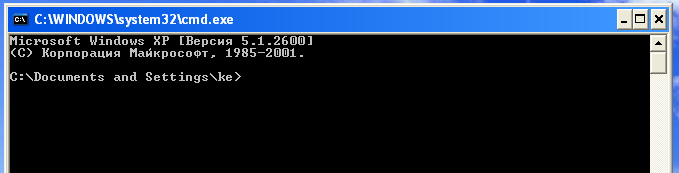 C:\WINDOWS\system32\cmd.exe
Microsoft Windows XP [Версия 5.1.2600]
(С) Корпорация Майкрософт, 1985-2001.
C:\Documents and Settings\ke>